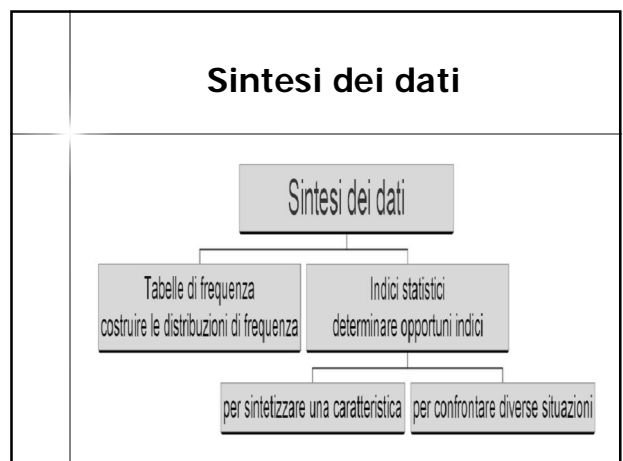 Sintesi dei dati
Sintesi dei dati
Tabelle di frequenza
costruire le distribuzioni di frequenza
Indici statistici
determinare opportuni indici
per sintetizzare una caratteristica
per confrontare diverse situazioni